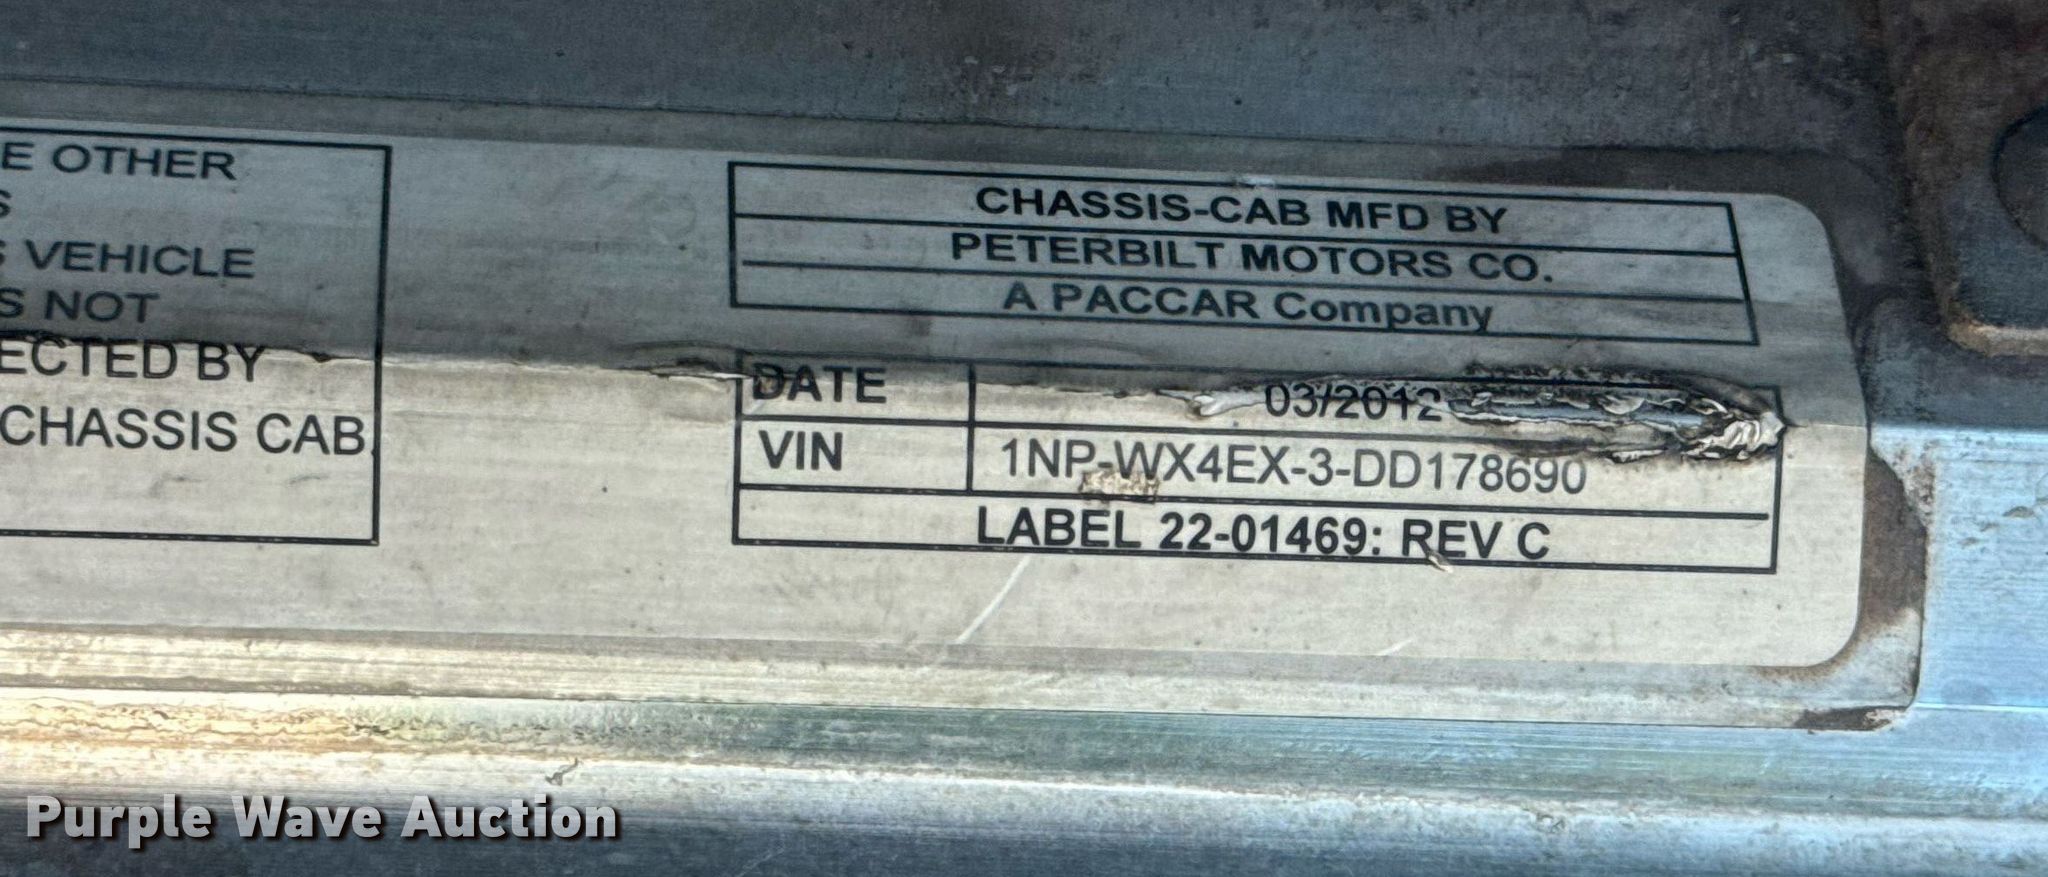 E OTHER
S
S VEHICLE
S NOT
ECTED BY
CHASSIS CAB
CHASSIS-CAB MFD BY
PETERBILT MOTORS CO.
A PACCAR Company
DATE 03/2012
VIN 1NP-WX4EX-3-DD178690
LABEL 22-01469: REV C
Purple Wave Auction